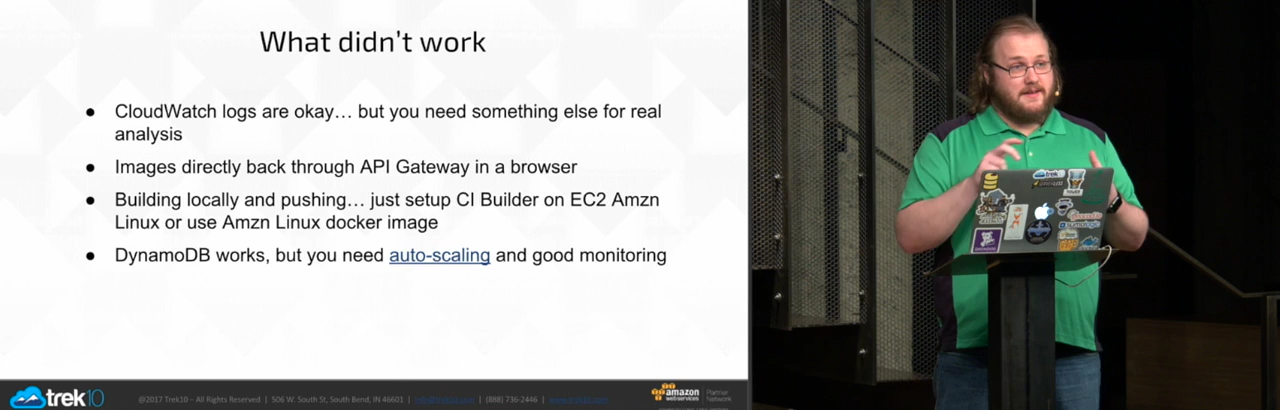 What didn't work
● CloudWatch logs are okay… but you need something else for real
analysis
● Images directly back through API Gateway in a browser
● Building locally and pushing… just setup CI Builder on EC2 Amzn
Linux or use Amzn Linux docker image
● DynamoDB works, but you need auto-scaling and good monitoring
trek10
@2017 Trek10 – All Rights Reserved | 506 W. South St, South Bend, IN 46601 |
| (888) 736-2446 |
amazon
web services
Partner
Network
trek10